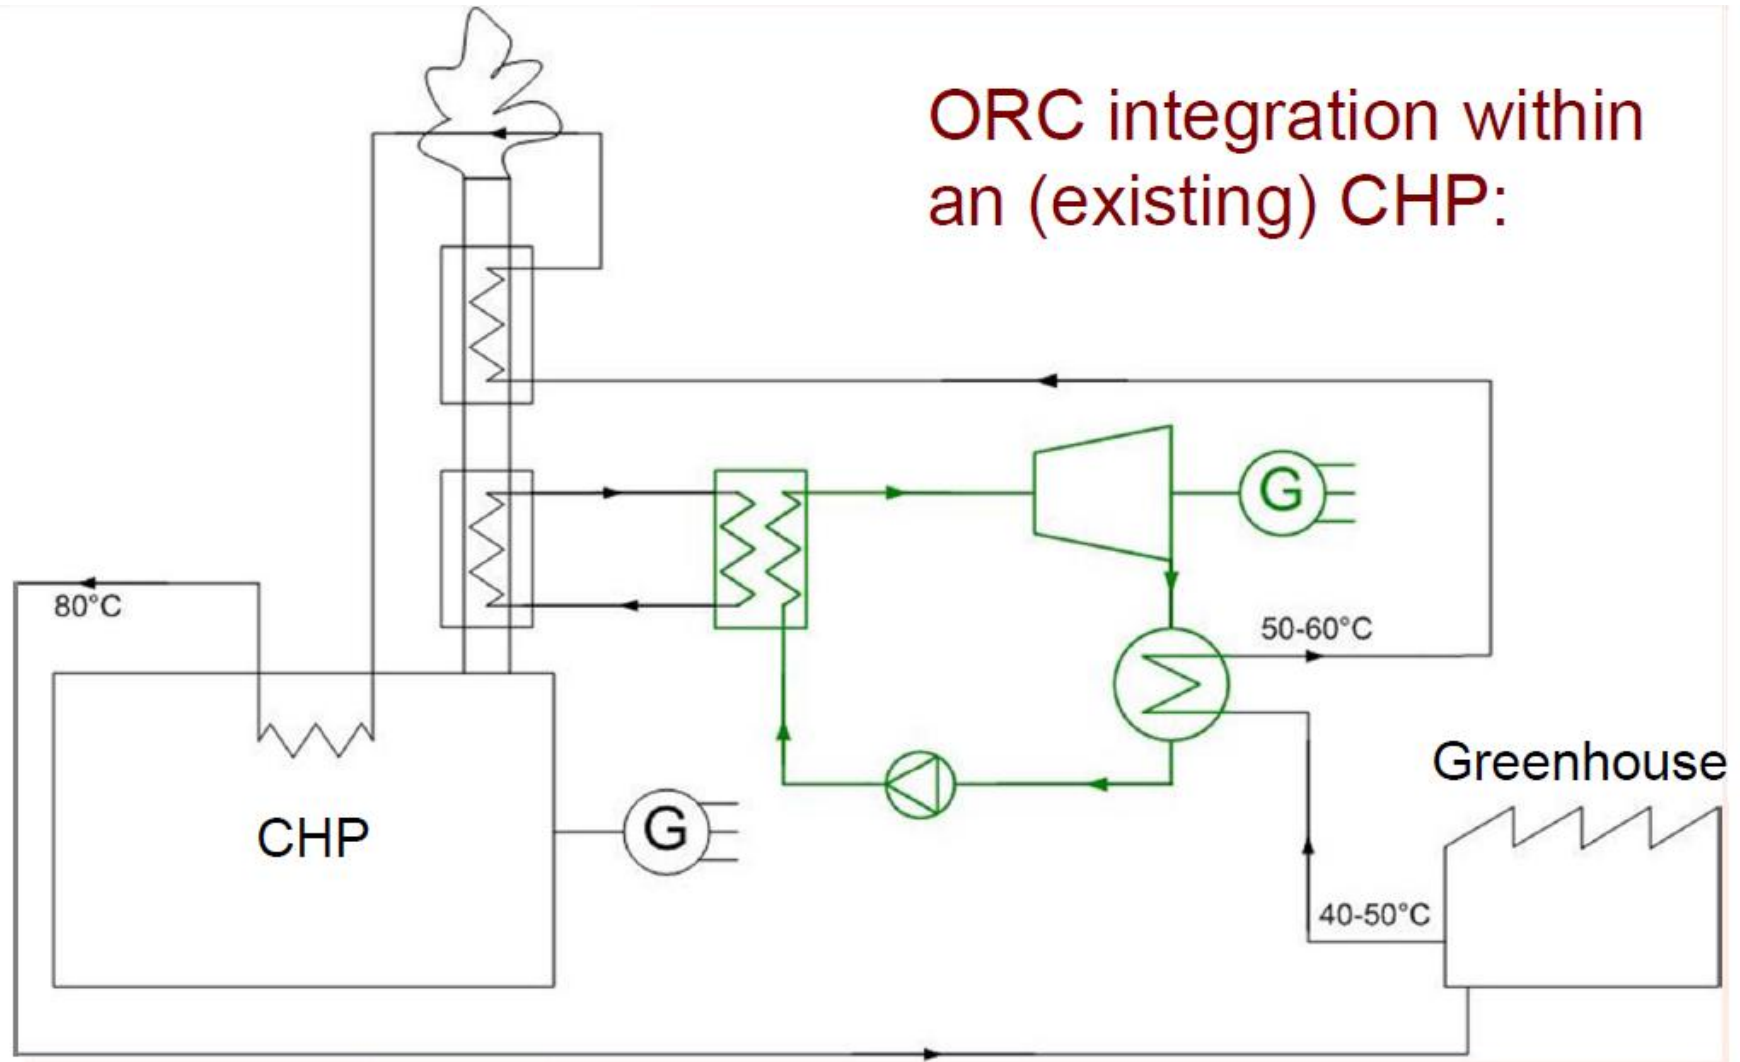 ORC integration within
an (existing) CHP:
G
80°C
50-60°C
Greenhouse
CHP
G
40-50°C